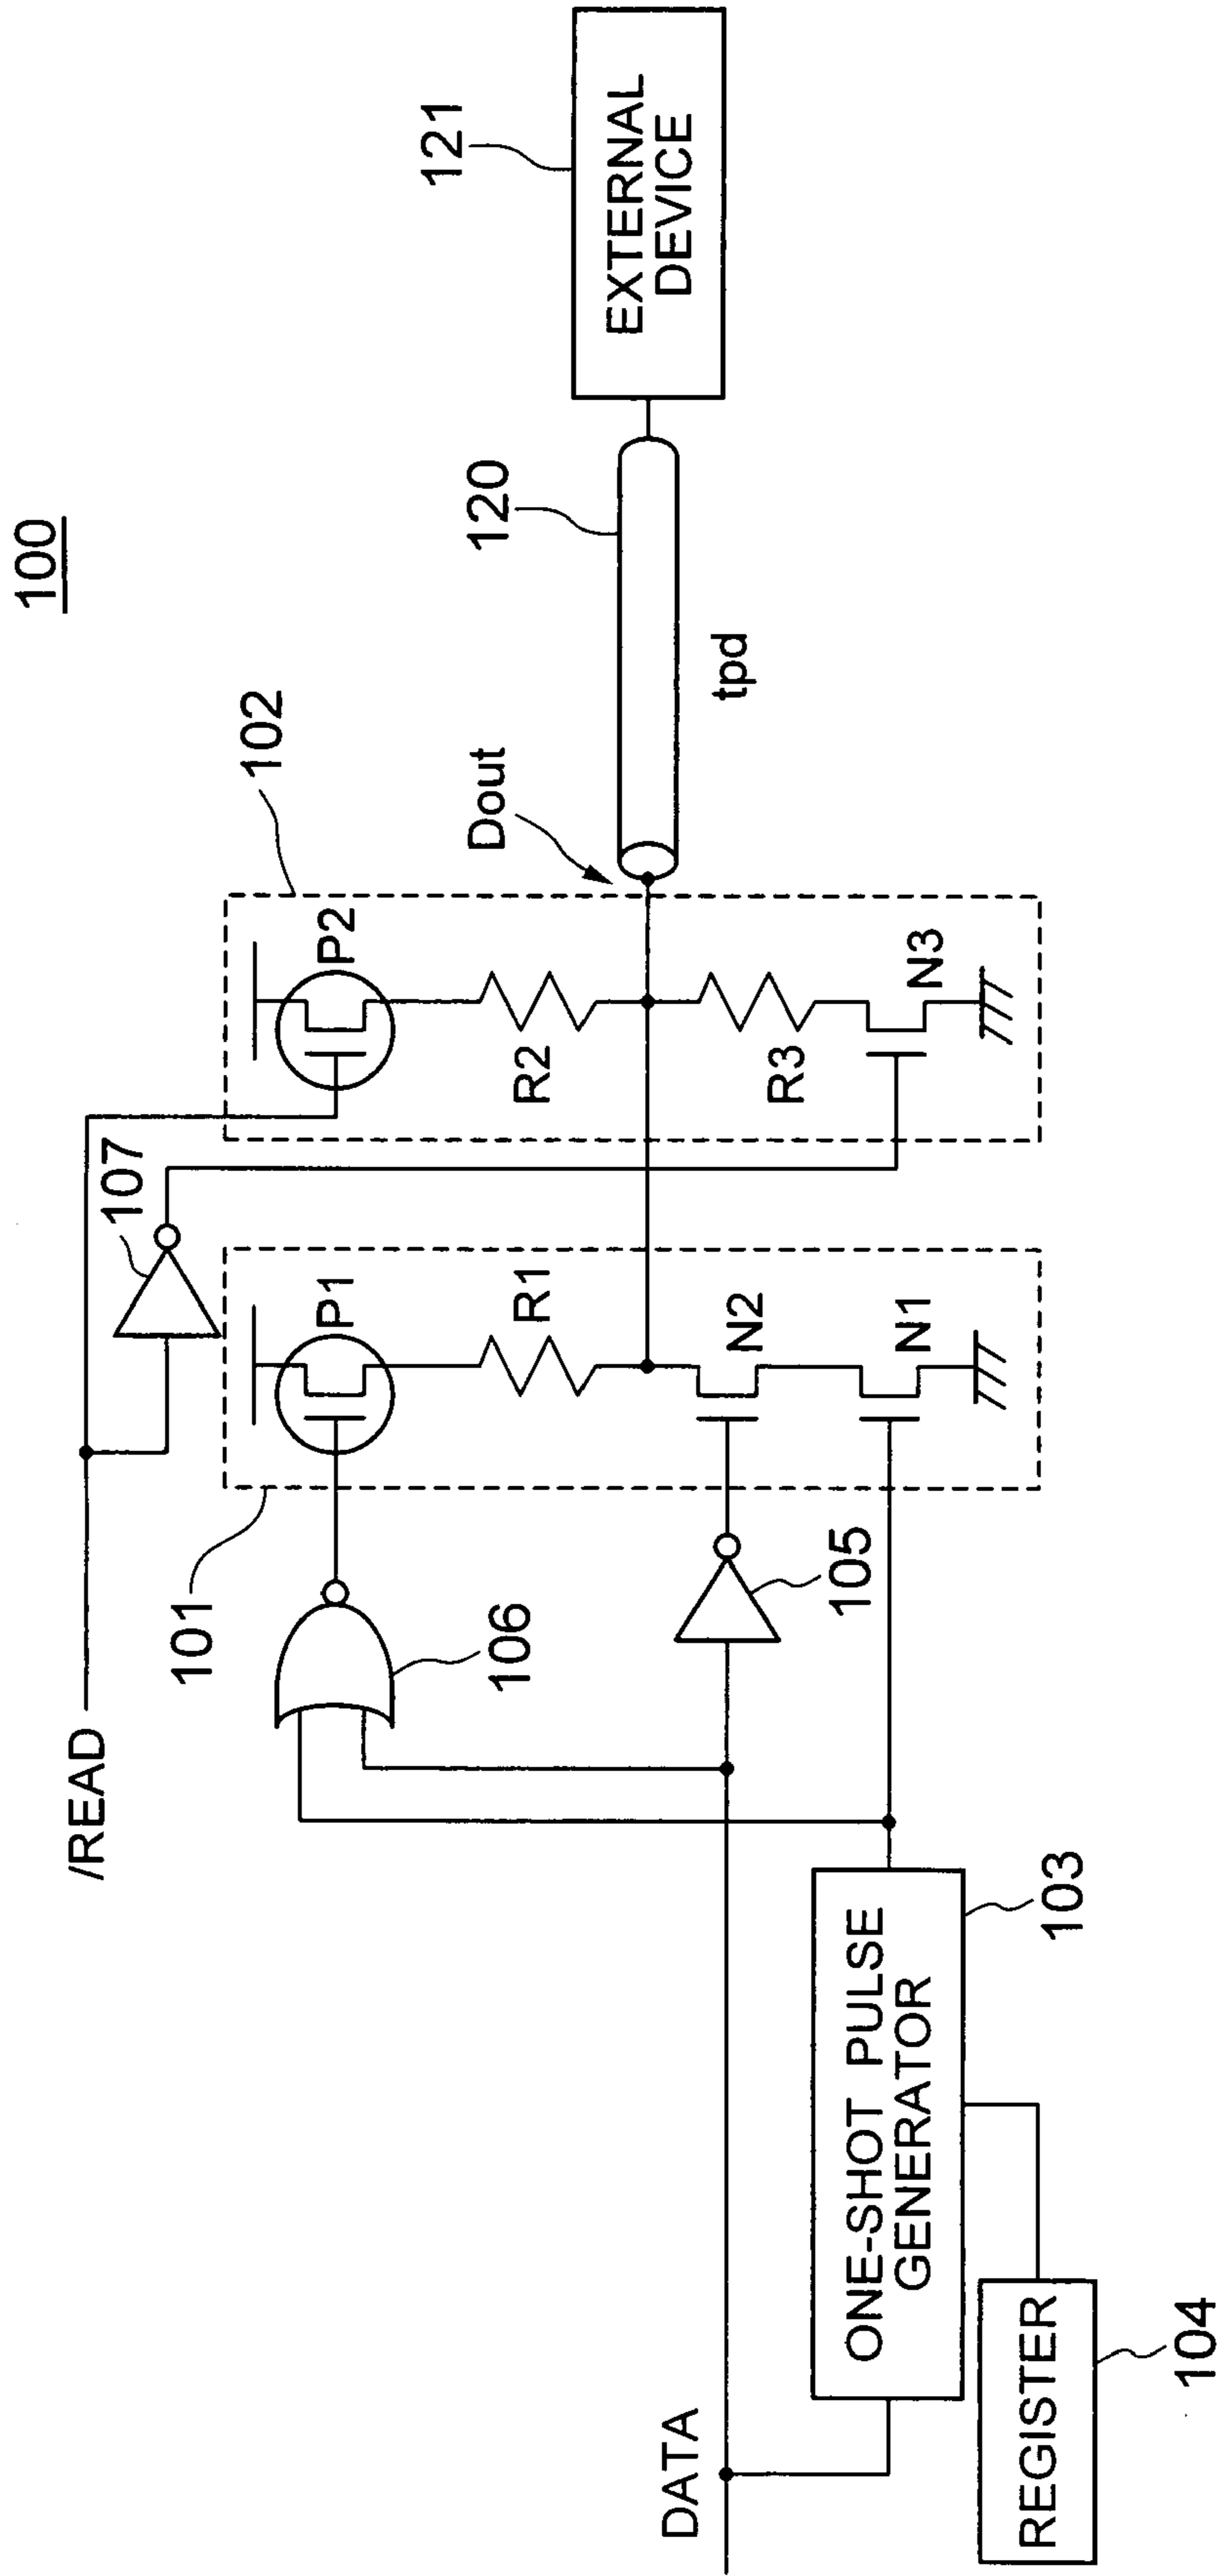 100
/READ
107
102
P2
R2
Dout
R3
N3
120
tpd
121
EXTERNAL
DEVICE
101
P1
R1
N2
N1
106
105
DATA
ONE-SHOT PULSE
GENERATOR
103
REGISTER
104